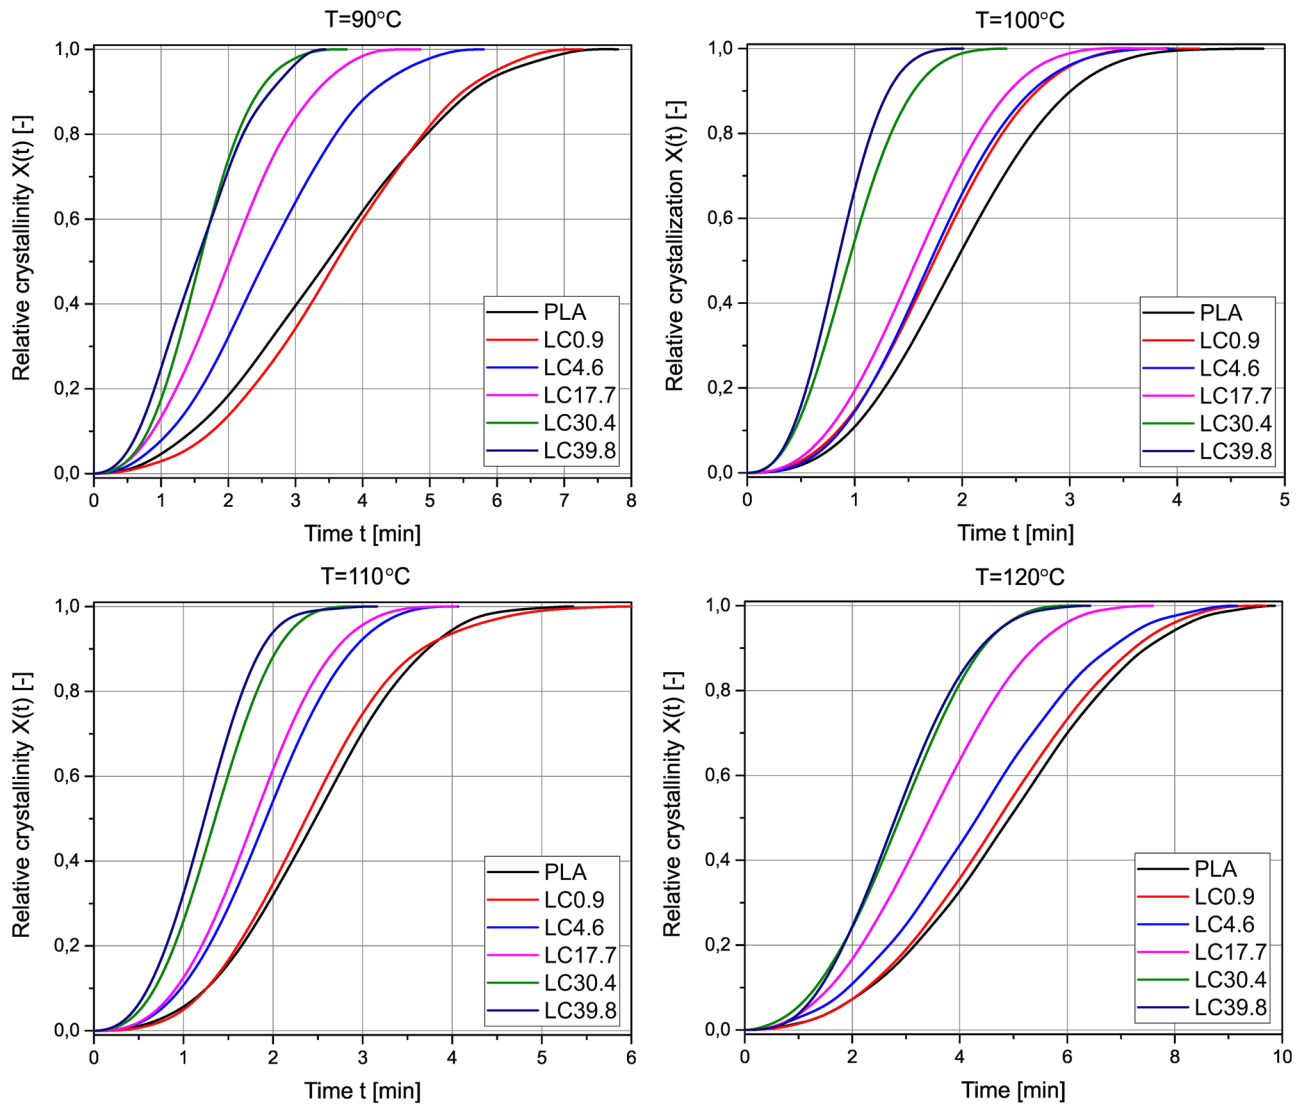 T=90°C
Relative crystallinity X(t) [-]
1,0
0,8
0,6
0,4
0,2
0,0
PLA
LC0.9
LC4.6
LC17.7
LC30.4
LC39.8
0 1 2 3 4 5 6 7 8
Time t [min]
T=100°C
Relative crystallization X(t) [-]
1,0
0,8
0,6
0,4
0,2
0,0
PLA
LC0.9
LC4.6
LC17.7
LC30.4
LC39.8
0 1 2 3 4 5
Time t [min]
T=110°C
Relative crystallinity X(t) [-]
1,0
0,8
0,6
0,4
0,2
0,0
PLA
LC0.9
LC4.6
LC17.7
LC30.4
LC39.8
0 1 2 3 4 5 6
Time t [min]
T=120°C
Relative crystallinity X(t) [-]
1,0
0,8
0,6
0,4
0,2
0,0
PLA
LC0.9
LC4.6
LC17.7
LC30.4
LC39.8
0 2 4 6 8 10
Time [min]